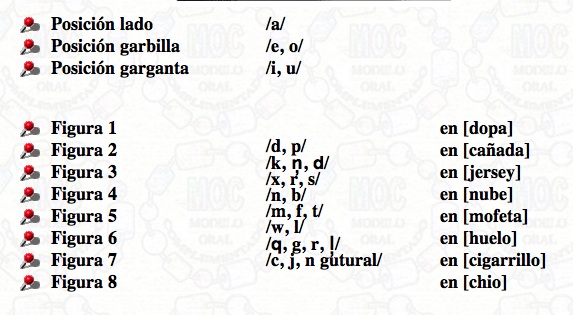 Posición lado /a/
Posición garbilla /e, o/
Posición garganta /i, u/
Figura 1 /d, p/ en [dopa]
Figura 2 /k, ņ, d/ en [cañada]
Figura 3 /x, r, s/ en [jersey]
Figura 4 /n, b/ en [nube]
Figura 5 /m, f, t/ en [mofeta]
Figura 6 /w, l/ en [huelo]
Figura 7 /q, g, r, ļ/ en [cigarrillo]
Figura 8 /c, j, n gutural/ en [chio]